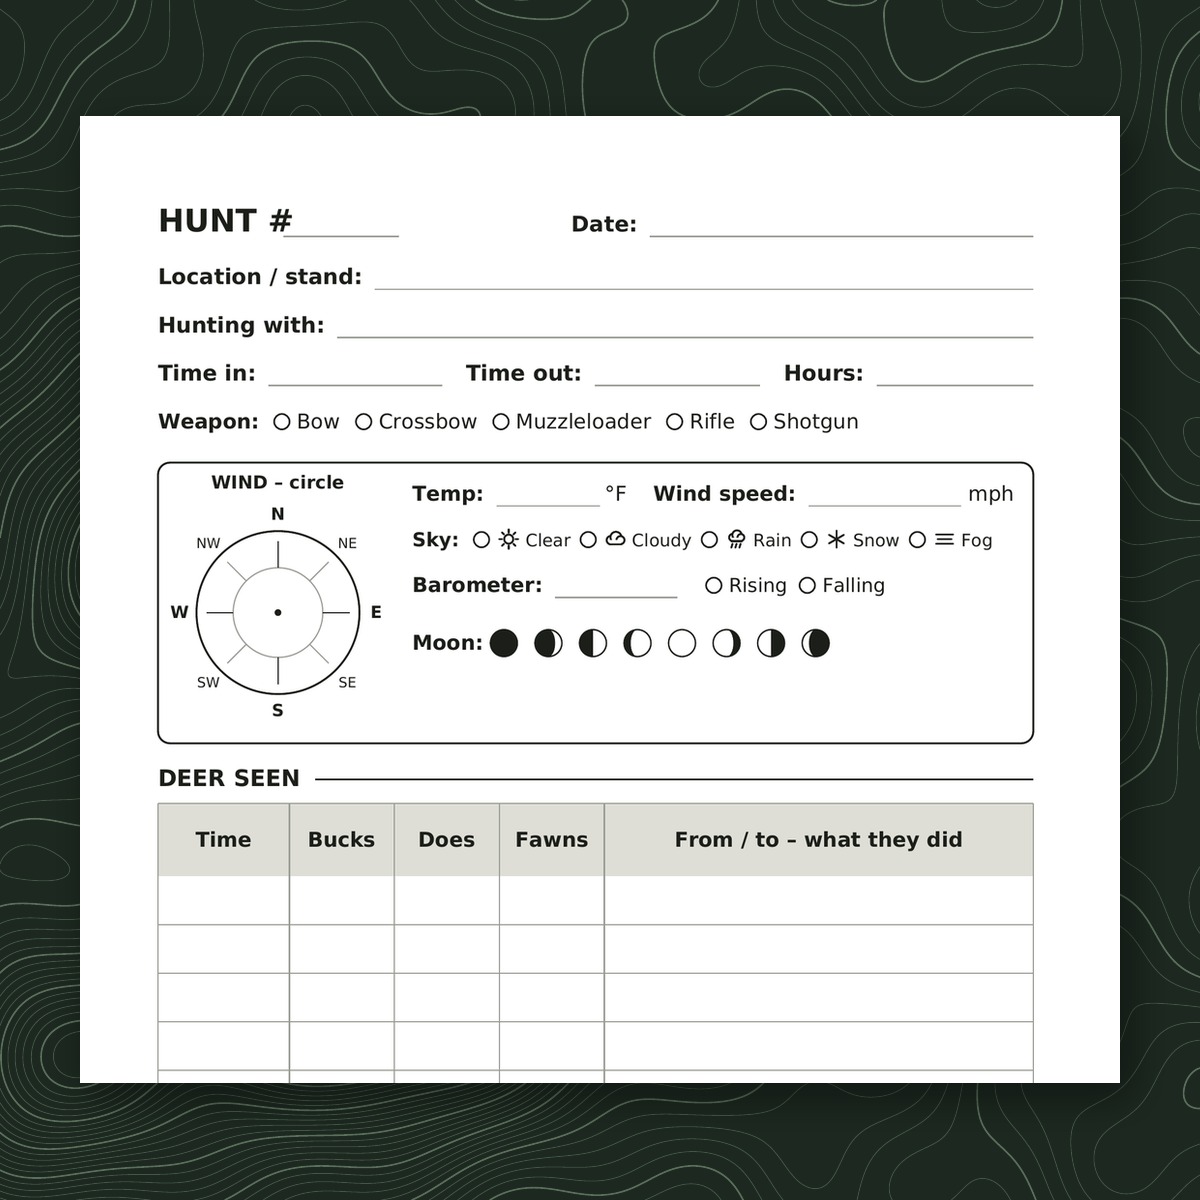 HUNT # Date:
Location / stand:
Hunting with:
Time in: Time out: Hours:
Weapon: Bow Crossbow Muzzleloader Rifle Shotgun
WIND – circle
N
NW NE
W E
SW SE
S
Temp: °F Wind speed: mph
Sky: Clear Cloudy Rain Snow Fog
Barometer: Rising Falling
Moon:
DEER SEEN
Time Bucks Does Fawns From / to – what they did